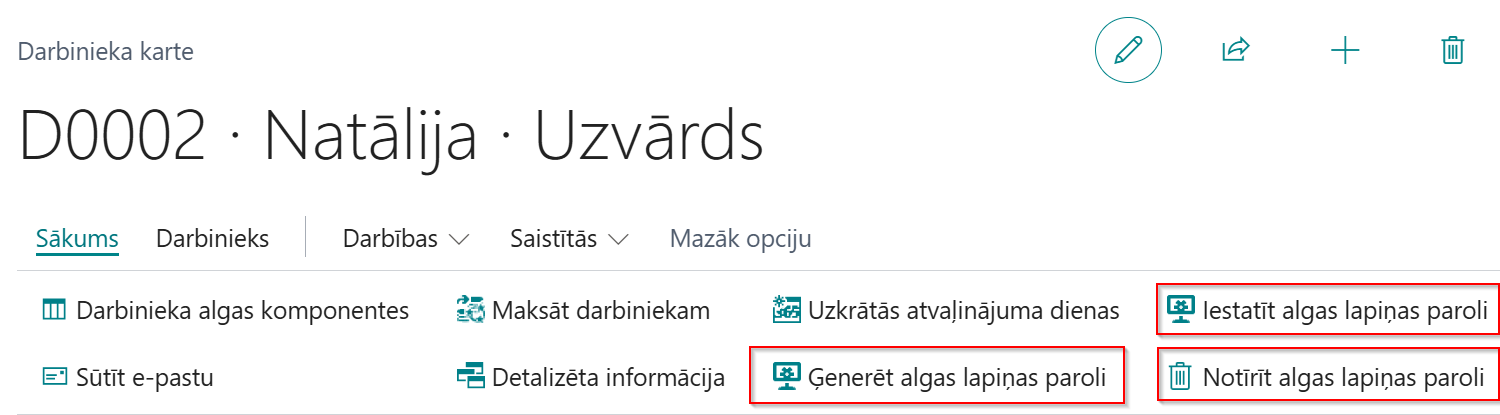 Darbinieka karte
D0002 · Natālija · Uzvārds
Sākums Darbinieks Darbības Saistītās Mazāk opciju
Darbinieka algas komponentes Maksāt darbiniekam Uzkrātās atvaļinājuma dienas Iestatīt algas lapiņas paroli
Sūtīt e-pastu Detalizēta informācija Ģenerēt algas lapiņas paroli Notīrīt algas lapiņas paroli